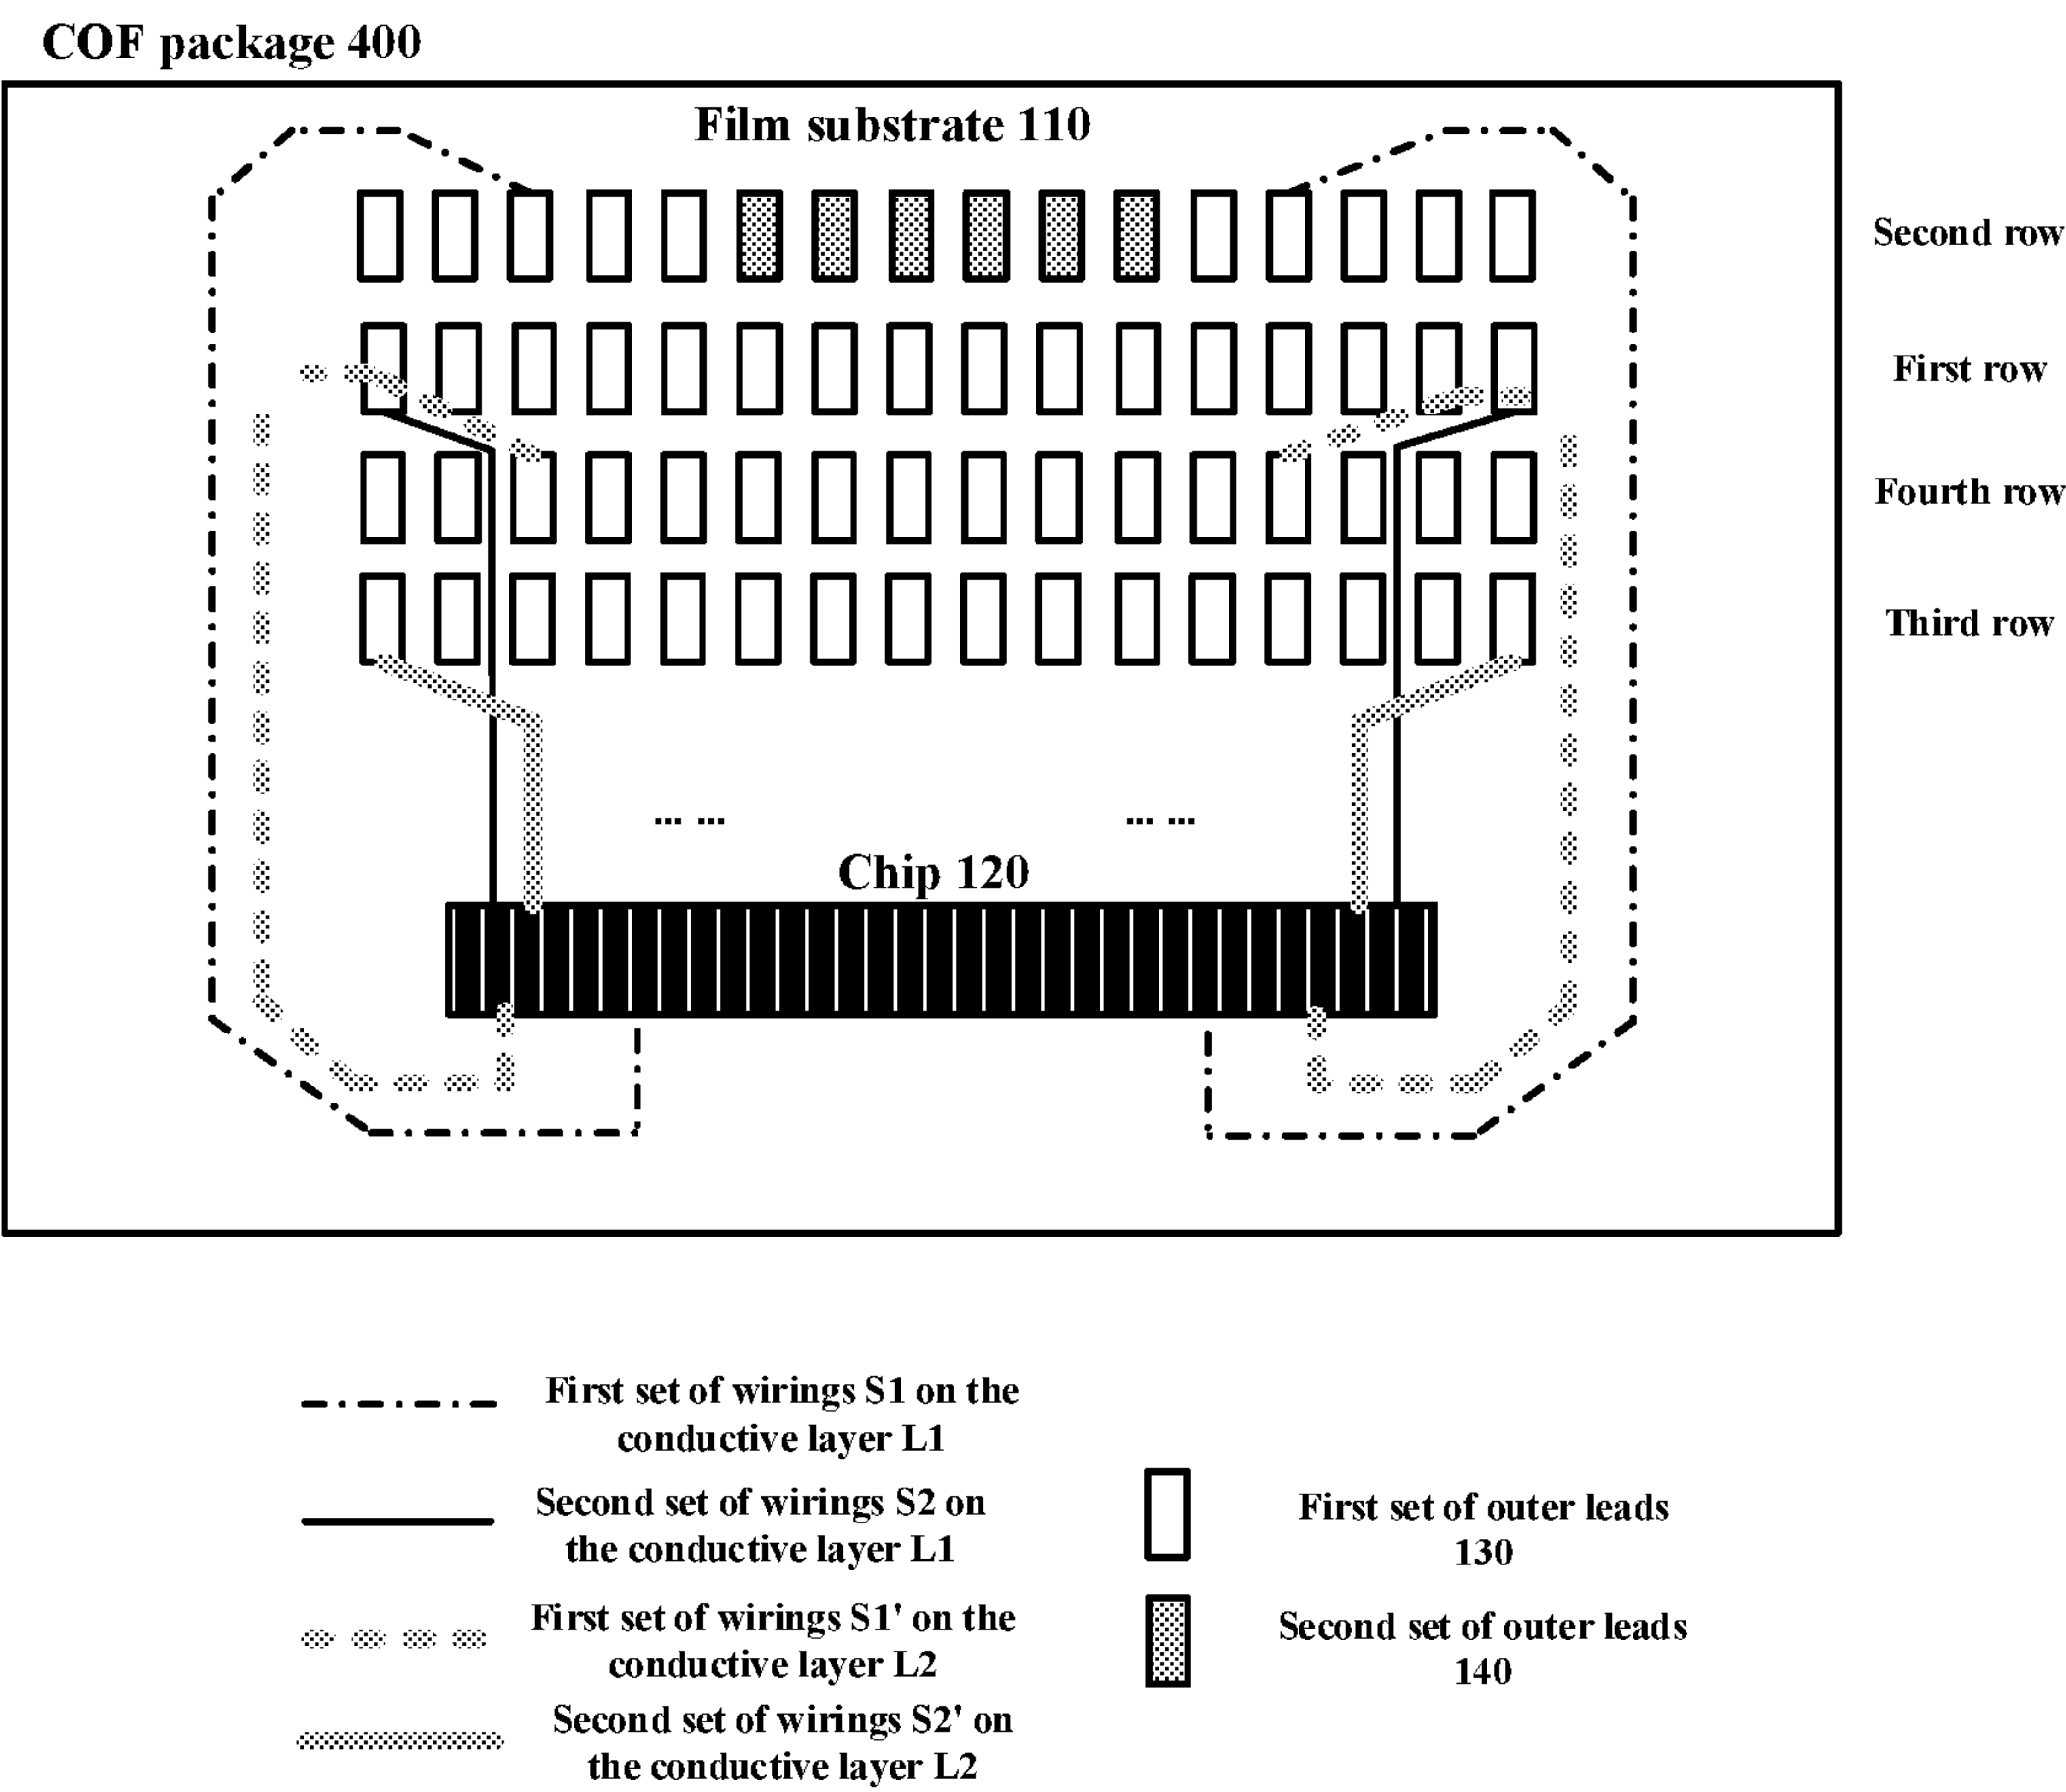 COF package 400
Film substrate 110
Second row
First row
Fourth row
Third row
... ... ... ...
Chip 120
First set of wirings S1 on the
conductive layer L1
Second set of wirings S2 on
the conductive layer L1
First set of wirings S1' on the
conductive layer L2
Second set of wirings S2' on
the conductive layer L2
First set of outer leads
130
Second set of outer leads
140